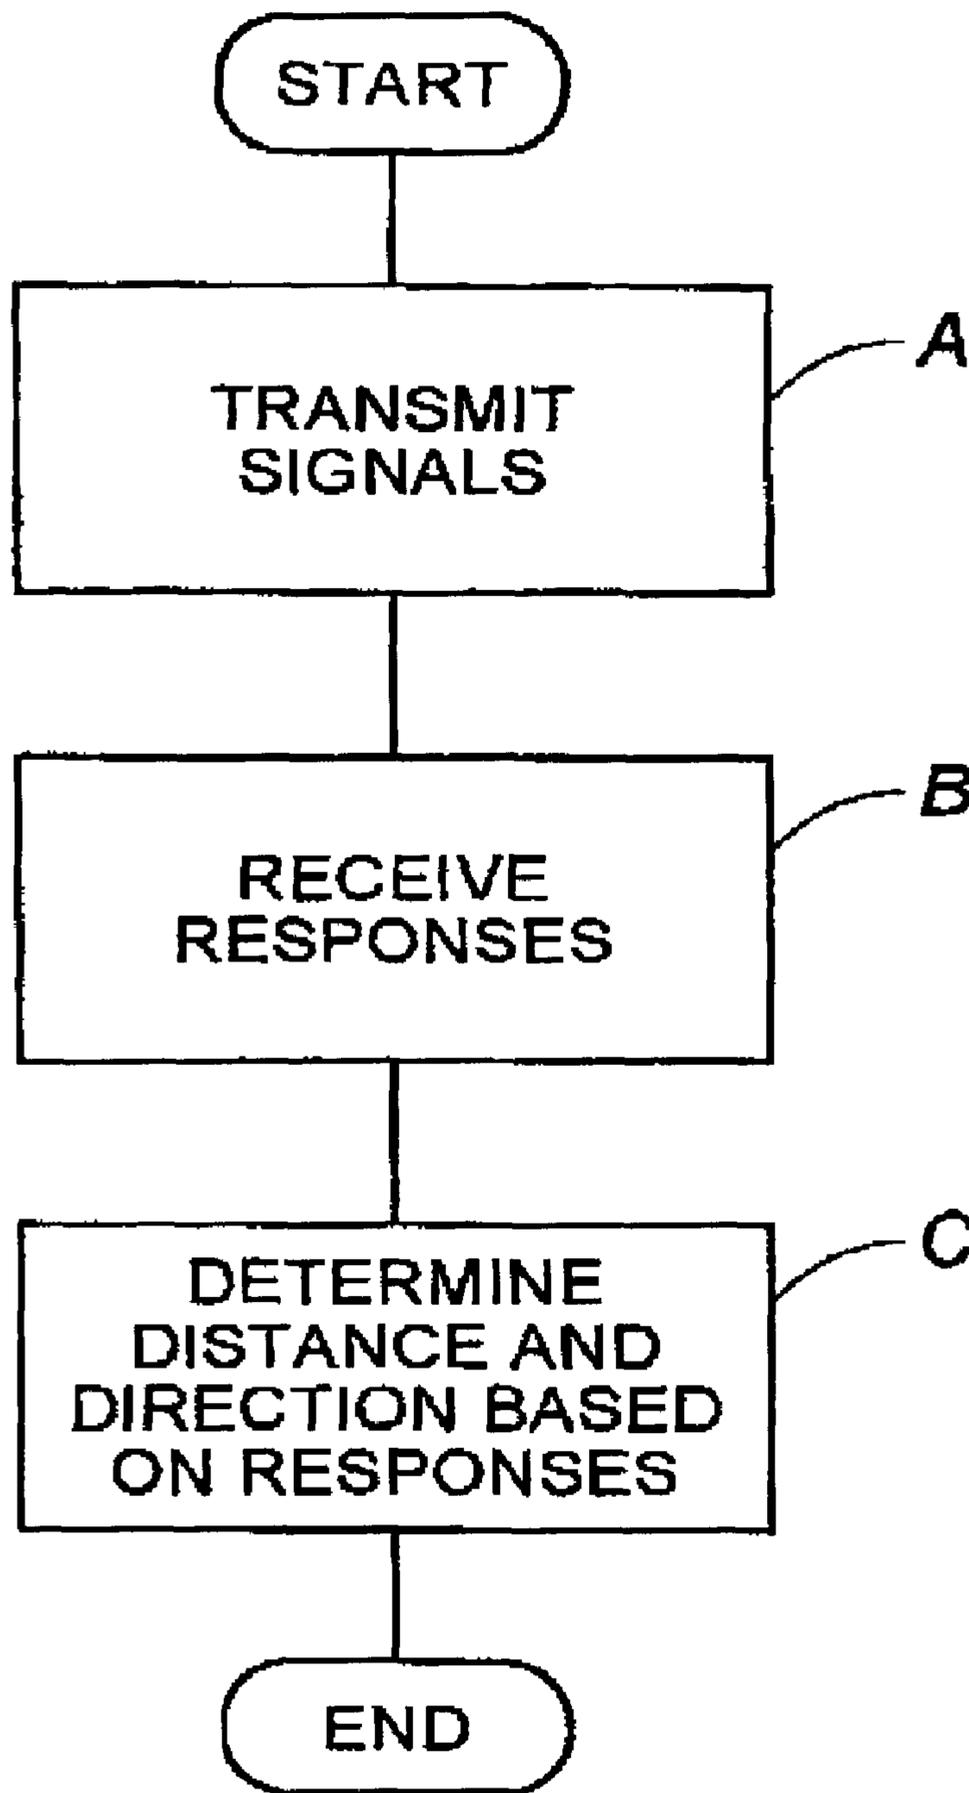 START
TRANSMIT
SIGNALS
A
RECEIVE
RESPONSES
B
DETERMINE
DISTANCE AND
DIRECTION BASED
ON RESPONSES
C
END